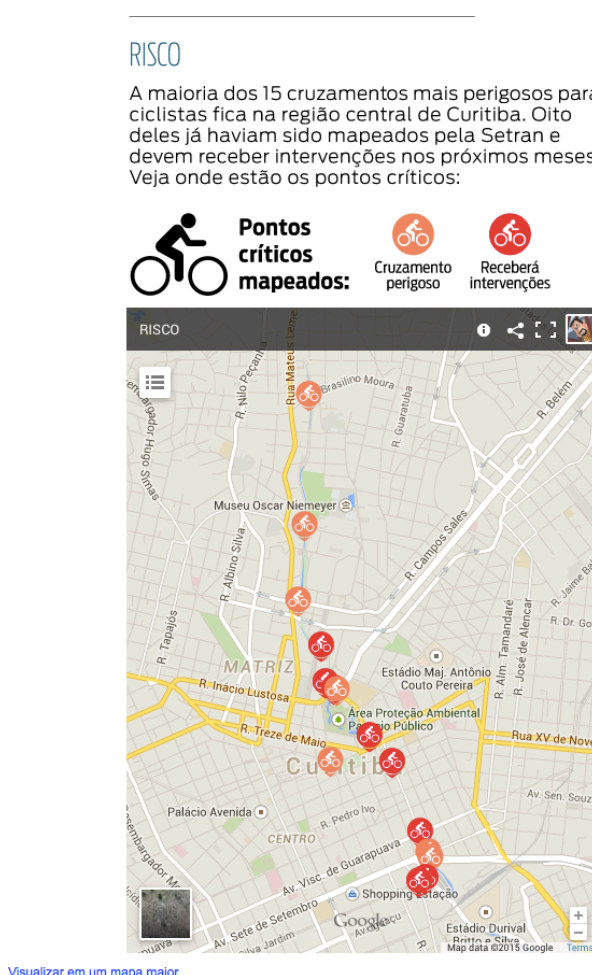 RISCO
A maioria dos 15 cruzamentos mais perigosos para
ciclistas fica na região central de Curitiba. Oito
deles já haviam sido mapeados pela Setran e
devem receber intervenções nos próximos meses
Veja onde estão os pontos críticos:
Pontos
críticos
mapeados:
Cruzamento
perigoso
Receberá
intervenções
RISCO
Rua Mateus Leme
R. Nilo Peçanha
Brasilino Moura
R. Guaratuba
R. Belém
Museu Oscar Niemeyer
R. Campos Sales
R. Albino Silva
R. Jaime Bal
R. Tapajós
R. Alm. Tamandaré
R. José de Alencar
R. Dr. Go
MATRIZ
Estádio Maj. Antônio
Couto Pereira
R. Inácio Lustosa
Área Proteção Ambiental
Público
R. Treze de Maio
Rua XV de Nove
Av. Sen. Souz
Palácio Avenida
R. Pedro Ivo
CENTRO
Av. Visc. de Guarapuava
Shopping Estação
Av. Sete de Setembro
Google
Estádio Durival
Britto e Silva
Map data ©2015 Google
Terms
Visualizar em um mapa maior